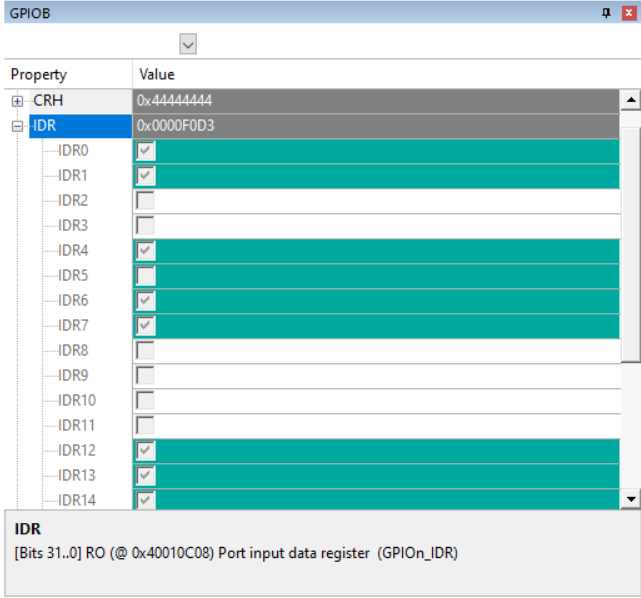 GPIOB
Property Value
CRH 0x44444444
IDR 0x0000F0D3
IDR0
IDR1
IDR2
IDR3
IDR4
IDR5
IDR6
IDR7
IDR8
IDR9
IDR10
IDR11
IDR12
IDR13
IDR14
IDR
[Bits 31..0] RO (@ 0x40010C08) Port input data register (GPIOn_IDR)